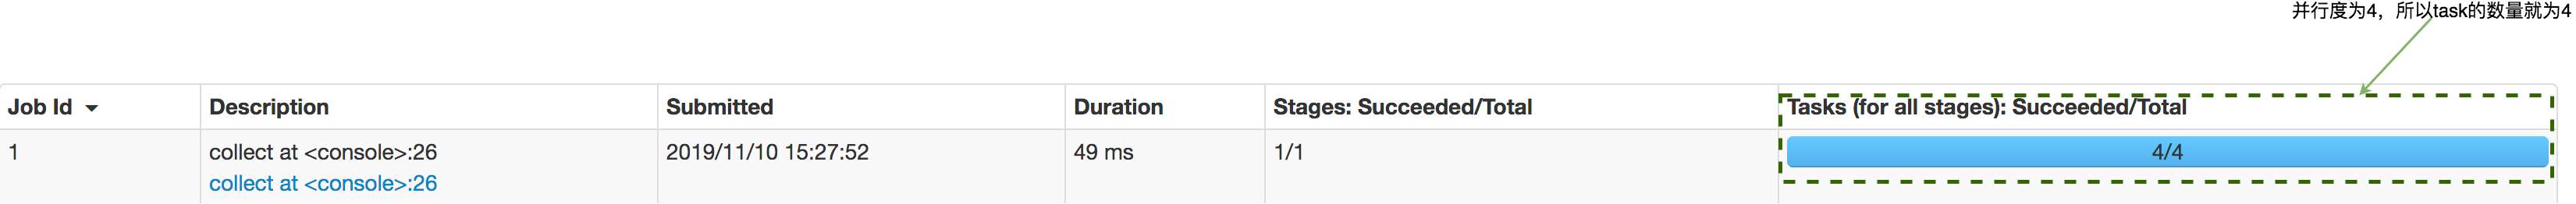 并行度为4，所以task的数量就为4
Job Id Description Submitted Duration Stages: Succeeded/Total Tasks (for all stages): Succeeded/Total
1 collect at <console>:26 2019/11/10 15:27:52 49 ms 1/1 4/4
collect at <console>:26